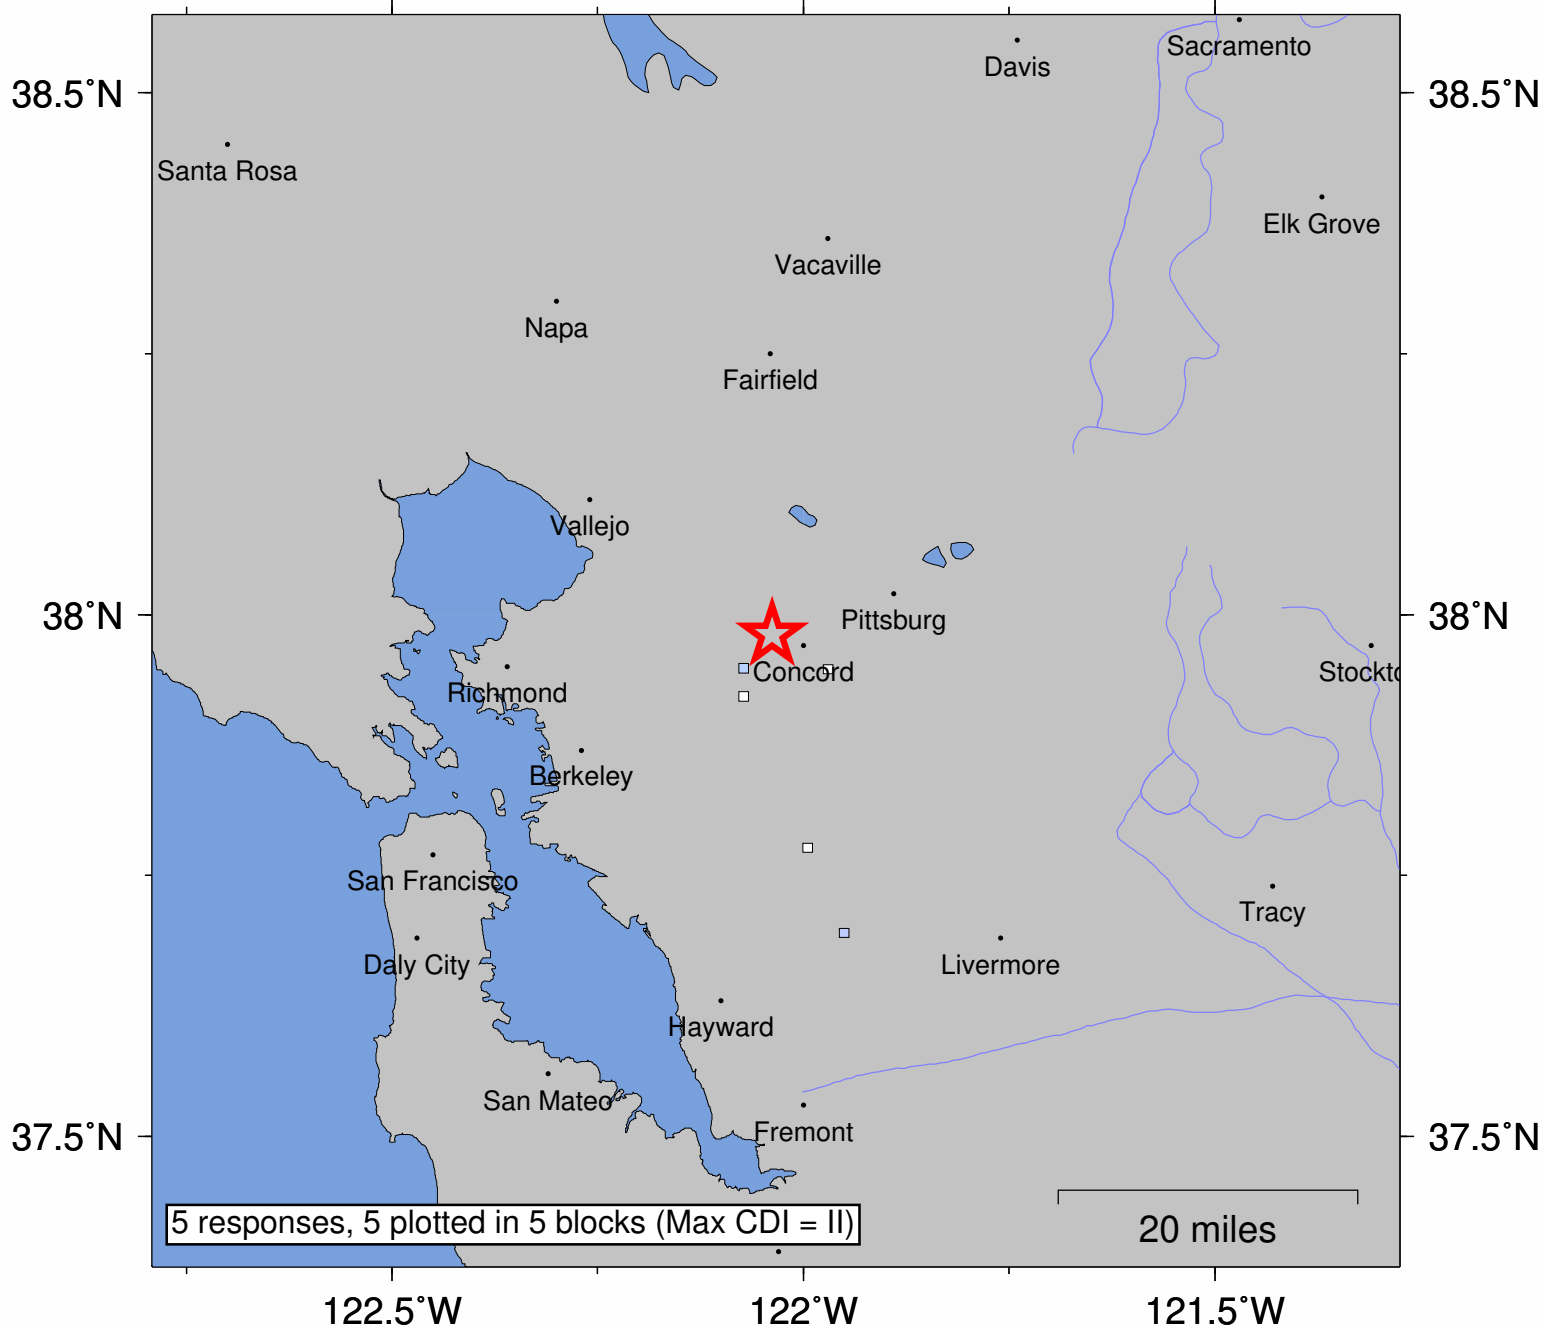 Sacramento
Davis
38.5˚N
38.5˚N
Santa Rosa
Elk Grove
Vacaville
Napa
Fairfield
Vallejo
38˚N
Pittsburg
38˚N
Concord
Stockto
Richmond
Berkeley
San Francisco
Tracy
Daly City
Livermore
Hayward
San Mateo
Fremont
37.5˚N
37.5˚N
5 responses, 5 plotted in 5 blocks (Max CDI = II)
20 miles
122.5˚W
122˚W
121.5˚W